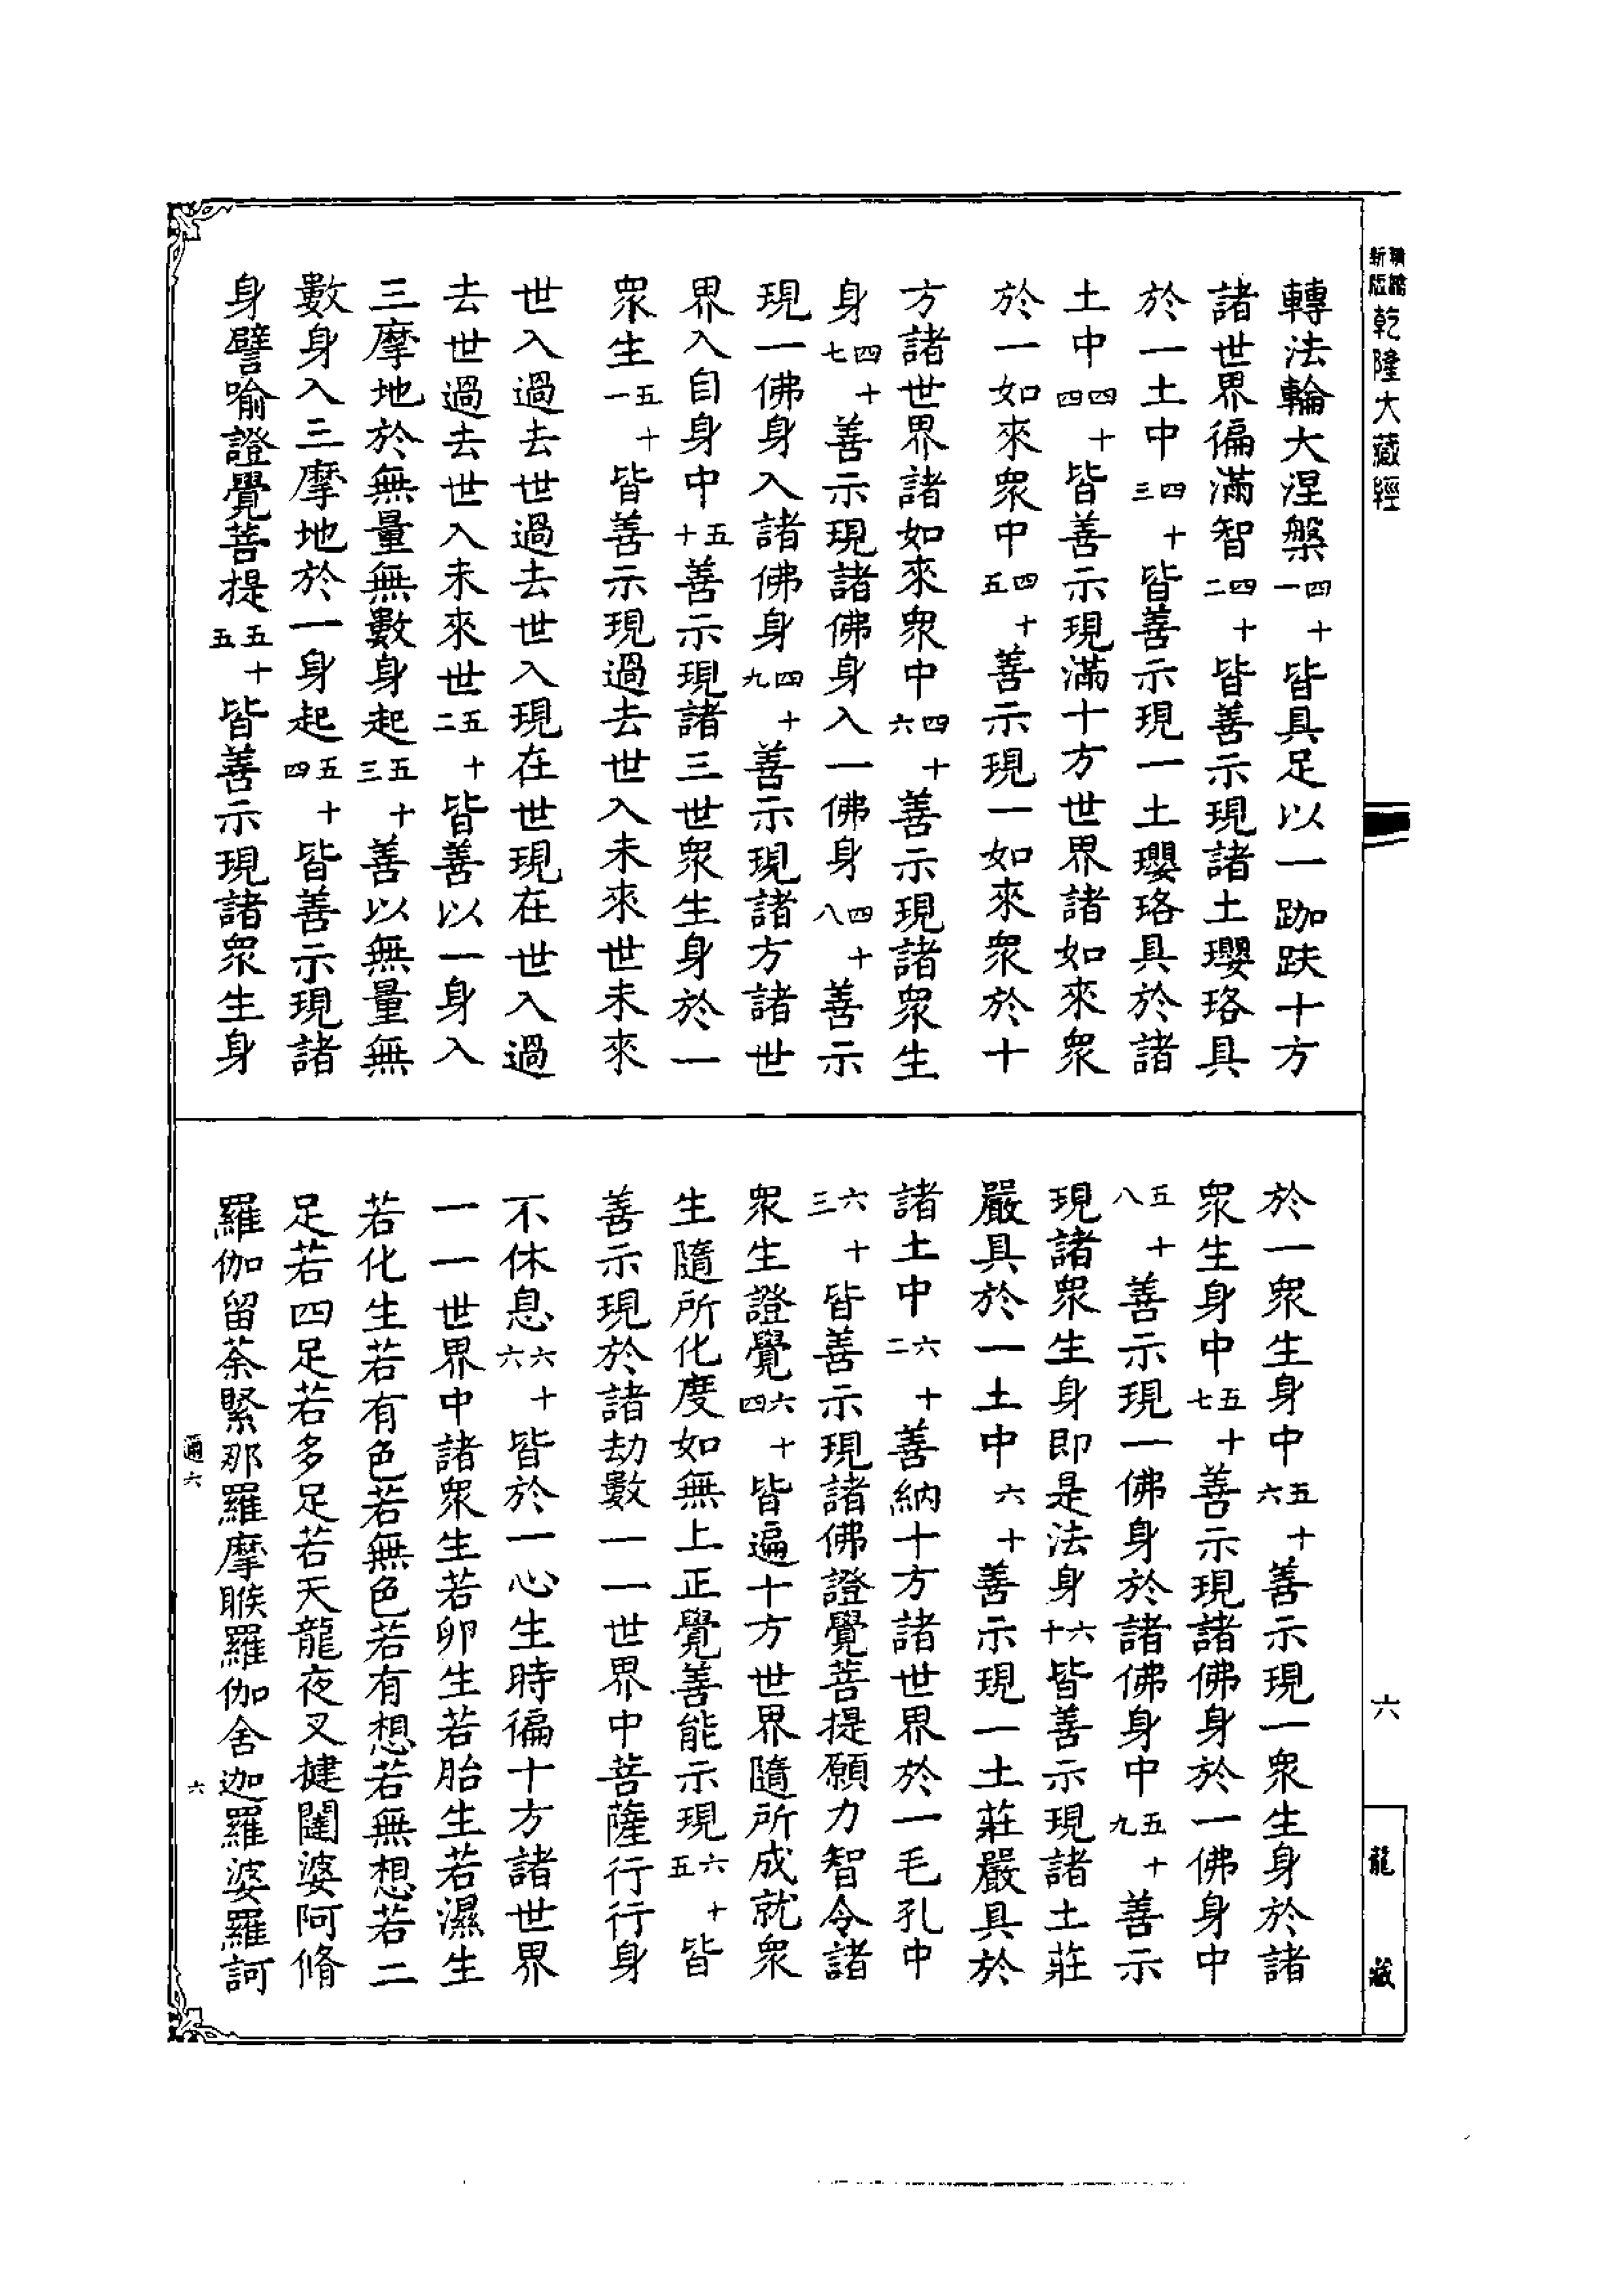 精縮新版乾隆大藏經
轉法輪大涅槃四十一皆具足以一跏趺十方
諸世界徧滿智四十二皆善示現諸土瓔珞具
於一土中四十三皆善示現一土瓔珞具於諸
土中四十四皆善示現滿十方世界諸如來衆
於一如來衆中四十五善示現一如來衆於十
方諸世界諸如來衆中四十六善示現諸衆生
身四十七善示現諸佛身入一佛身四十八善示
現一佛身入諸佛身四十九善示現諸方諸世
界入自身中五十善示現諸三世衆生身於一
衆生五十一皆善示現過去世入未來世未來
世入過去世過去世入現在世現在世入過
去世過去世入未來世五十二皆善以一身入
三摩地於無量無數身起五十三善以無量無
數身入三摩地於一身起五十四皆善示現諸
身譬喻證覺菩提五十五皆善示現諸衆生身
六
龍藏
於一衆生身中五十六善示現一衆生身於諸
衆生身中五十七善示現諸佛身於一佛身中
五十八善示現一佛身於諸佛身中五十九善示
現諸衆生身即是法身六十皆善示現諸土莊
嚴具於一土中六十善示現一土莊嚴具於
諸土中六十二善納十方諸世界於一毛孔中
六十三皆善示現諸佛證覺菩提願力智令諸
衆生證覺六十四皆遍十方世界隨所成就衆
生隨所化度如無上正覺善能示現六十五皆
善示現於諸劫數一一世界中菩薩行行身
不休息六十六皆於一心生時徧十方諸世界
一一世界中諸衆生若卵生若胎生若濕生
若化生若有色若無色若有想若無想若二
足若四足若多足若天龍夜叉揵闥婆阿脩
羅伽留荼緊那羅摩睺羅伽舍迦羅婆羅訶
邇六
六